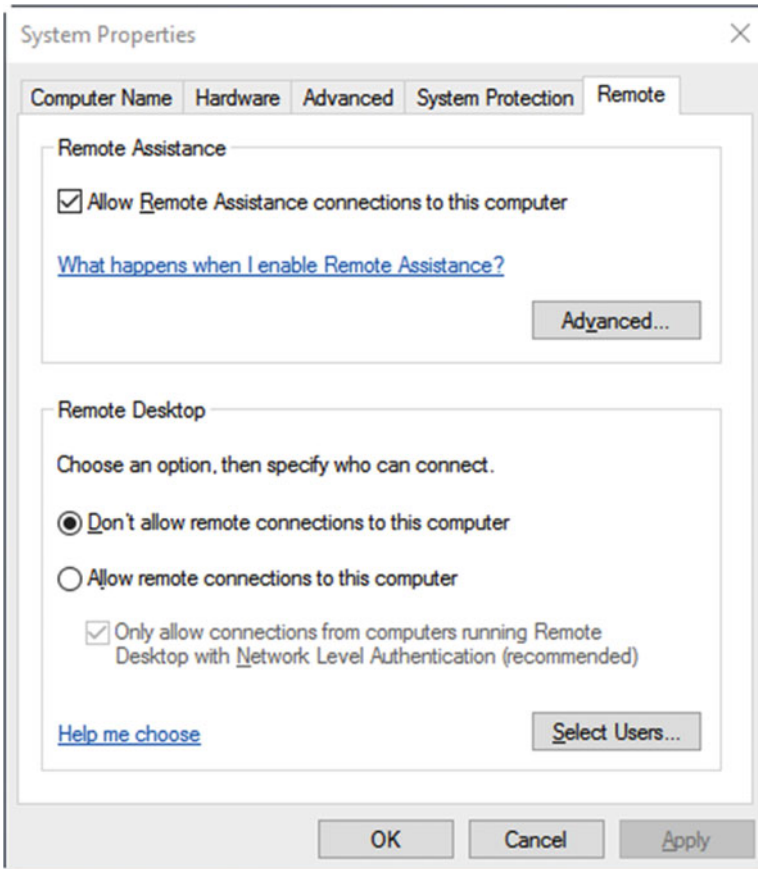 System Properties
Computer Name Hardware Advanced System Protection Remote
Remote Assistance
Allow Remote Assistance connections to this computer
What happens when I enable Remote Assistance?
Advanced...
Remote Desktop
Choose an option, then specify who can connect.
Don't allow remote connections to this computer
Allow remote connections to this computer
Only allow connections from computers running Remote
Desktop with Network Level Authentication (recommended)
Help me choose
Select Users...
OK Cancel Apply